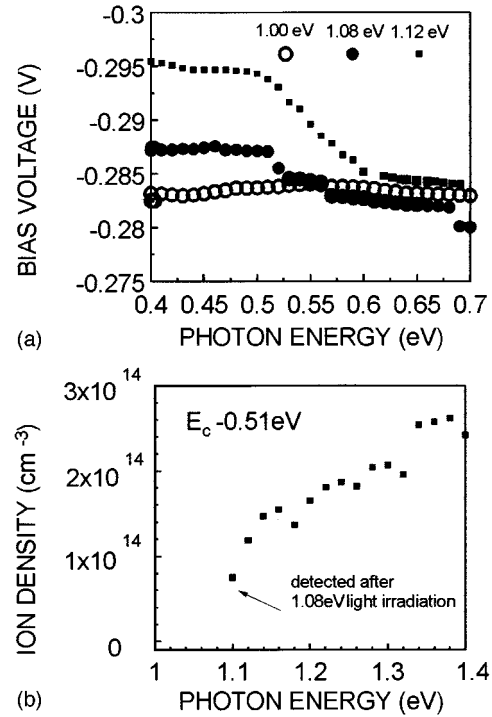 1.00 eV 1.08 eV 1.12 eV
-0.3
-0.295
-0.29
-0.285
-0.28
-0.275
BIAS VOLTAGE (V)
0.4 0.45 0.5 0.55 0.6 0.65 0.7
(a) PHOTON ENERGY (eV)
3x10 14
2x10 14
1x10 14
0
ION DENSITY (cm-3)
Ec -0.51eV
detected after
1.08eV light irradiation
1 1.1 1.2 1.3 1.4
(b) PHOTON ENERGY (eV)